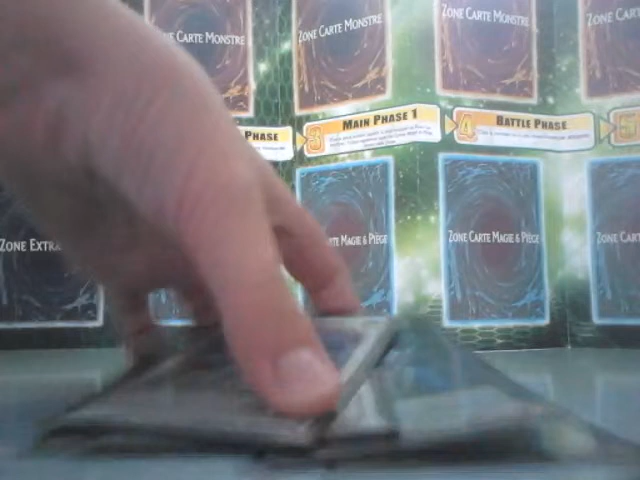 ZONE CARTE MONSTRE
ZONE CARTE MONSTRE
ZONE CARTE MONSTRE
ZONE CARTE
PHASE
3
MAIN PHASE 1
4
BATTLE PHASE
5
ZONE EXTRA
CARTE MAGIE & PIÈGE
ZONE CARTE MAGIE & PIÈGE
ZONE CART